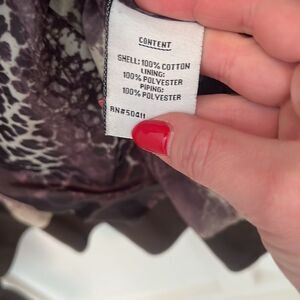 CONTENT
SHELL: 100% COTTON
LINING:
100% POLYESTER
PIPING:
100% POLYESTER
RN#50411